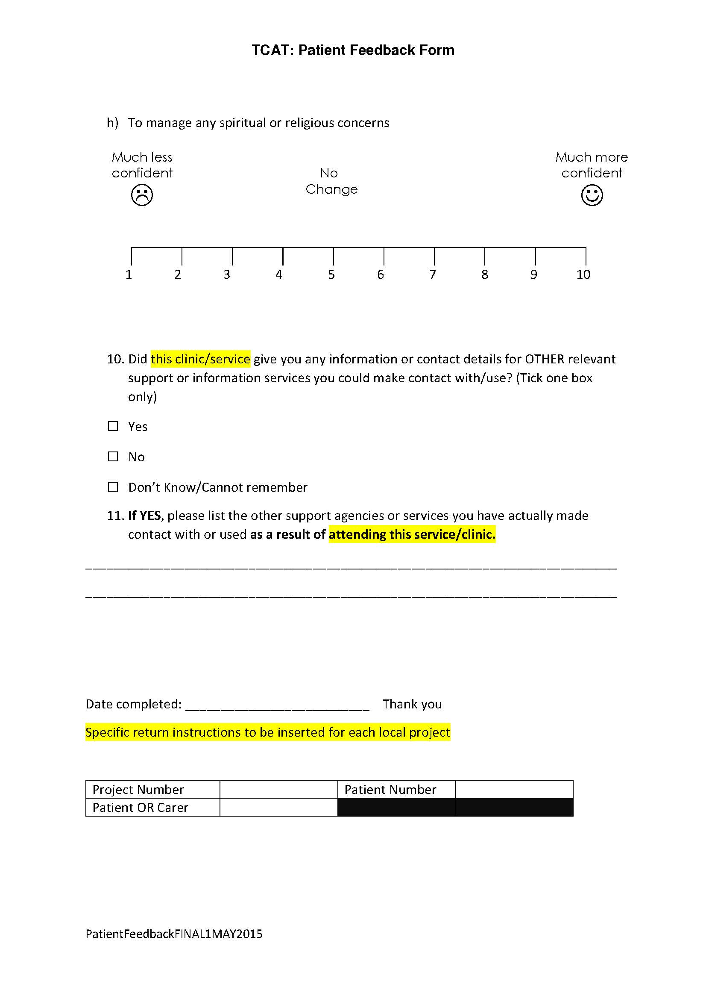 TCAT: Patient Feedback Form
h) To manage any spiritual or religious concerns
Much less
confident
No
Change
Much more
confident
1 2 3 4 5 6 7 8 9 10
10. Did this clinic/service give you any information or contact details for OTHER relevant
support or information services you could make contact with/use? (Tick one box
only)
☐ Yes
☐ No
☐ Don’t Know/Cannot remember
11. If YES, please list the other support agencies or services you have actually made
contact with or used as a result of attending this service/clinic.
___________________________________________________________________________
___________________________________________________________________________
Date completed: __________________________ Thank you
Specific return instructions to be inserted for each local project
Project Number Patient Number
Patient OR Carer
PatientFeedbackFINAL1MAY2015